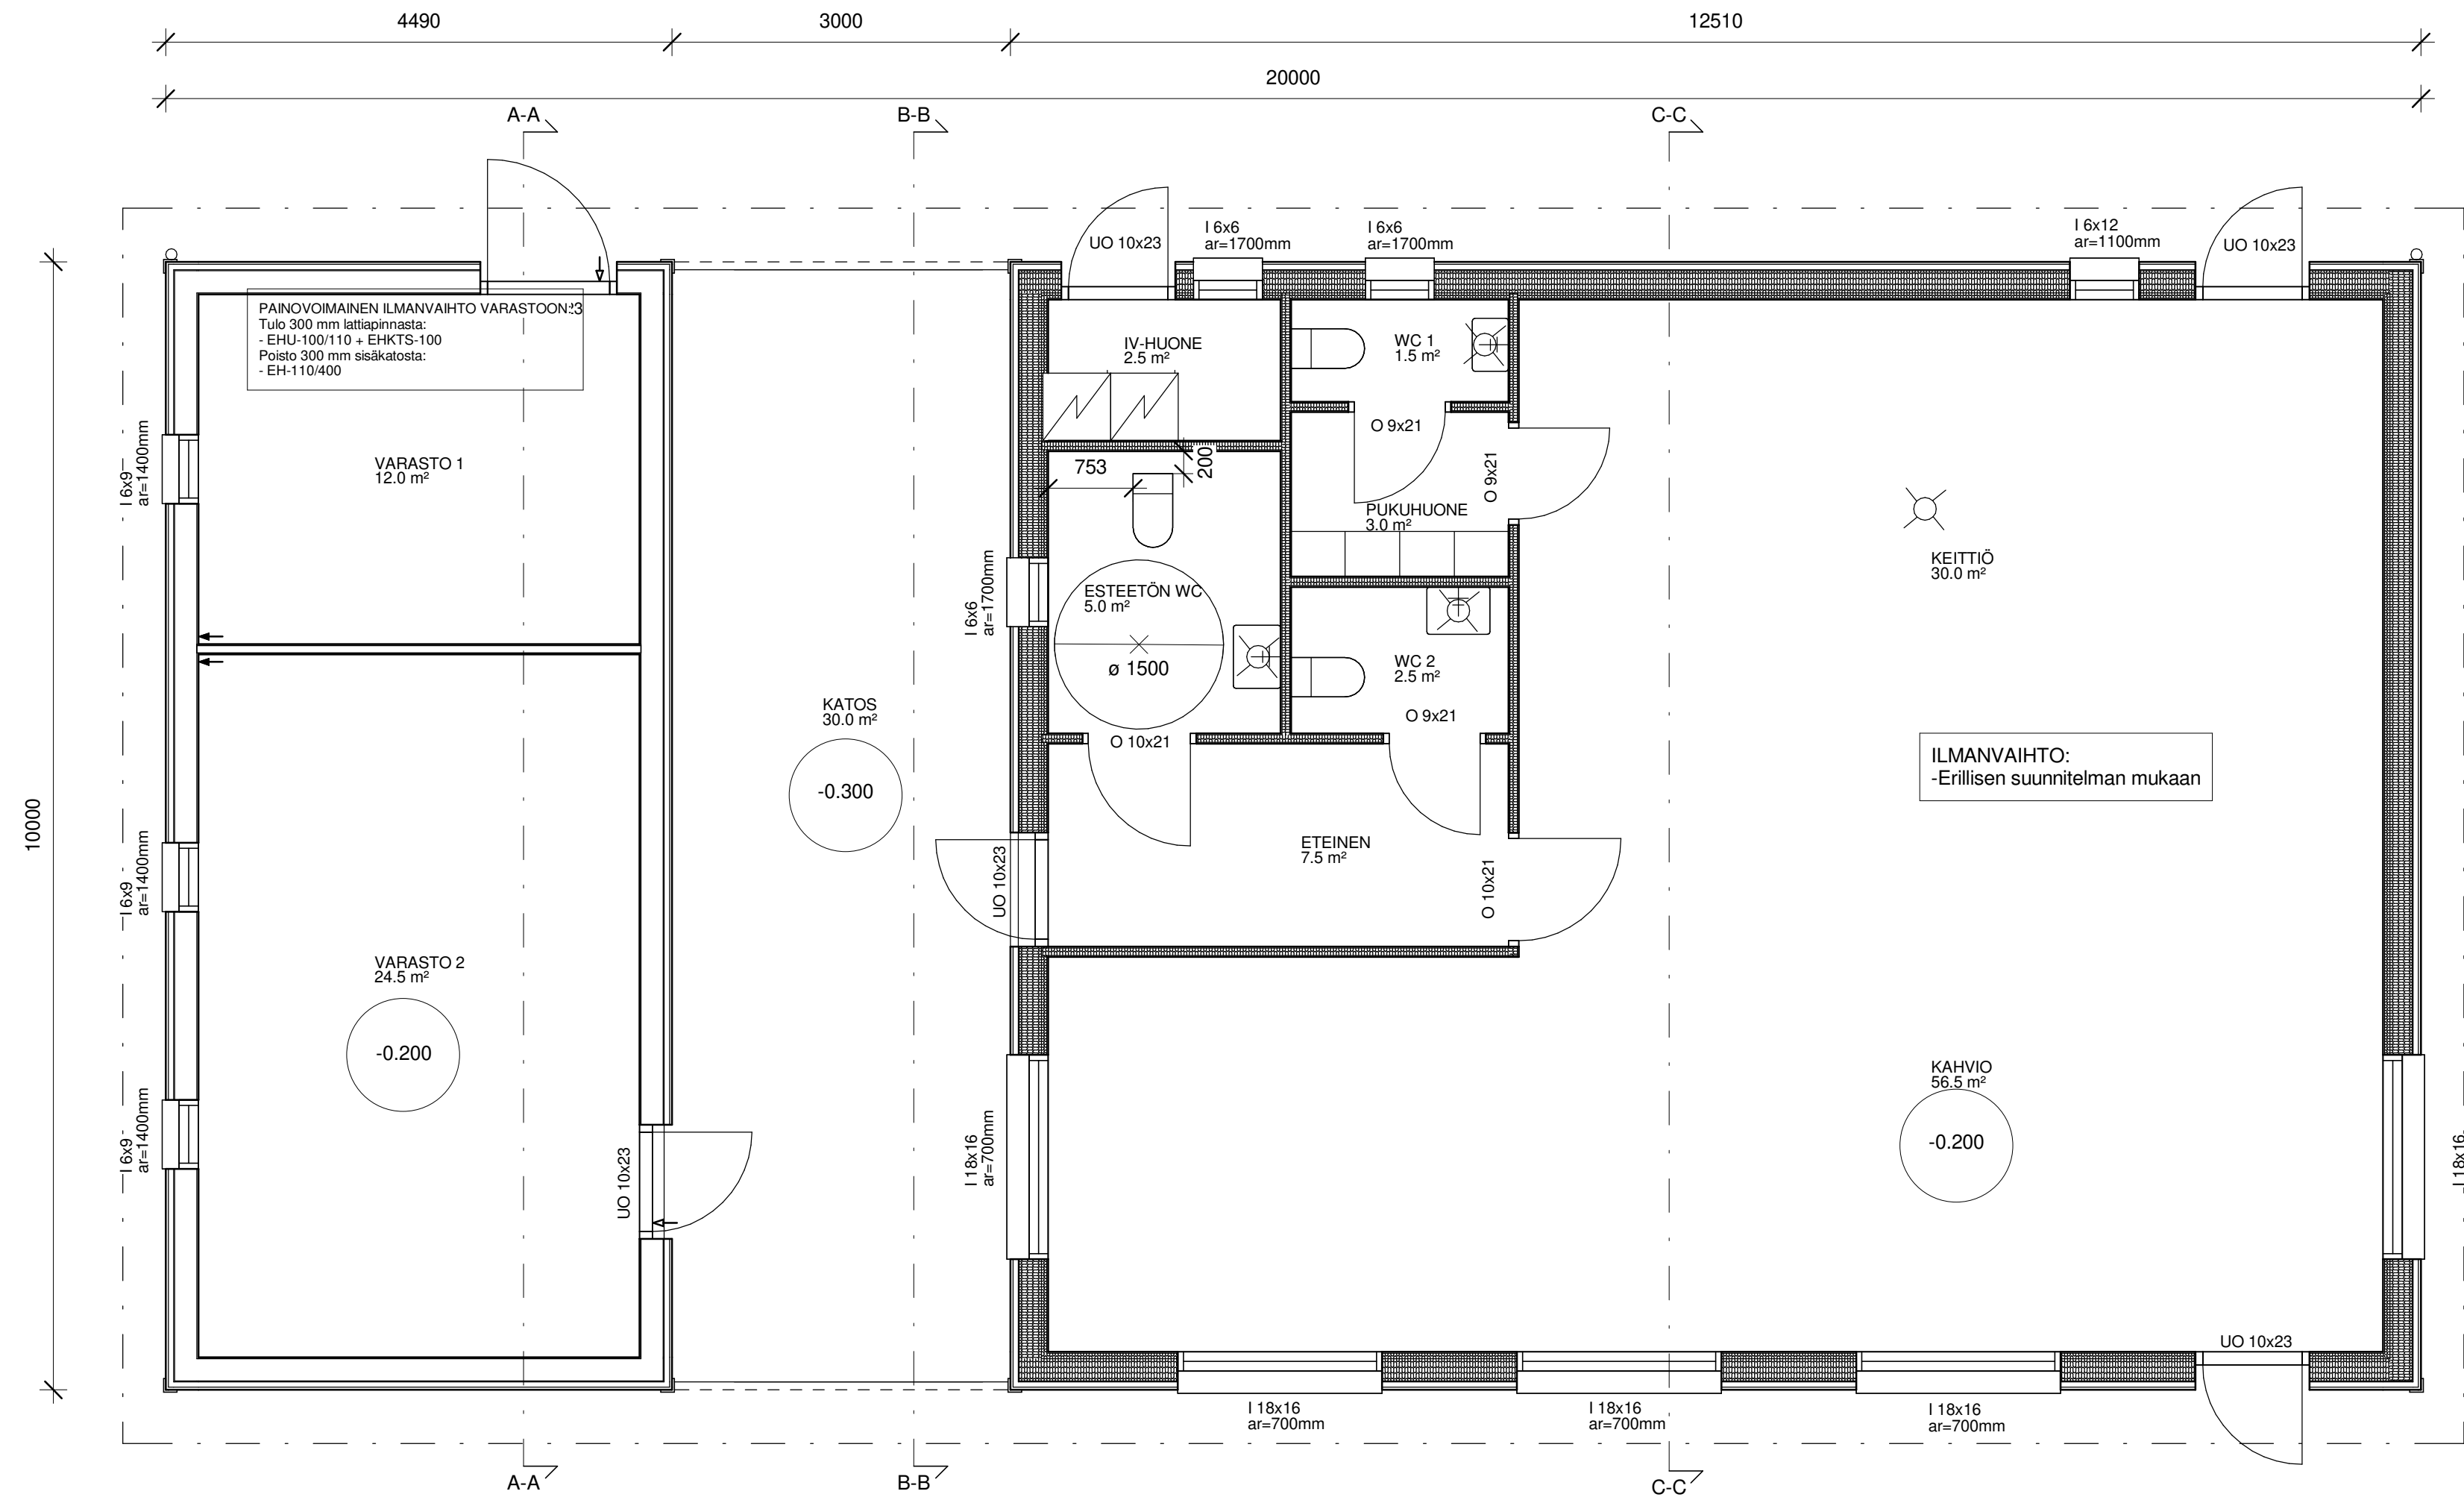 4490
3000
12510
20000
A-A
B-B
C-C
UO 10x23
I 6x6
ar=1700mm
I 6x6
ar=1700mm
I 6x12
ar=1100mm
UO 10x23
PAINOVOIMAINEN ILMANVAIHTO VARASTOON:
Tulo 300 mm lattiapinnasta:
- EHU-100/110 + EHKTS-100
Poisto 300 mm sisäkatosta:
- EH-110/400
IV-HUONE
2.5 m²
WC 1
1.5 m²
O 9x21
O 9x21
I 6x9
ar=1400mm
VARASTO 1
12.0 m²
753
200
PUKUHUONE
3.0 m²
KEITTIÖ
30.0 m²
I 6x6
ar=1700mm
ESTEETÖN WC
5.0 m²
ø 1500
WC 2
2.5 m²
O 9x21
O 10x21
KATOS
30.0 m²
-0.300
ILMANVAIHTO:
-Erillisen suunnitelman mukaan
10000
I 6x9
ar=1400mm
UO 10x23
ETEINEN
7.5 m²
O 10x21
VARASTO 2
24.5 m²
-0.200
KAHVIO
56.5 m²
-0.200
I 6x9
ar=1400mm
UO 10x23
I 18x16
ar=700mm
I 18x16
UO 10x23
I 18x16
ar=700mm
I 18x16
ar=700mm
I 18x16
ar=700mm
A-A
B-B
C-C